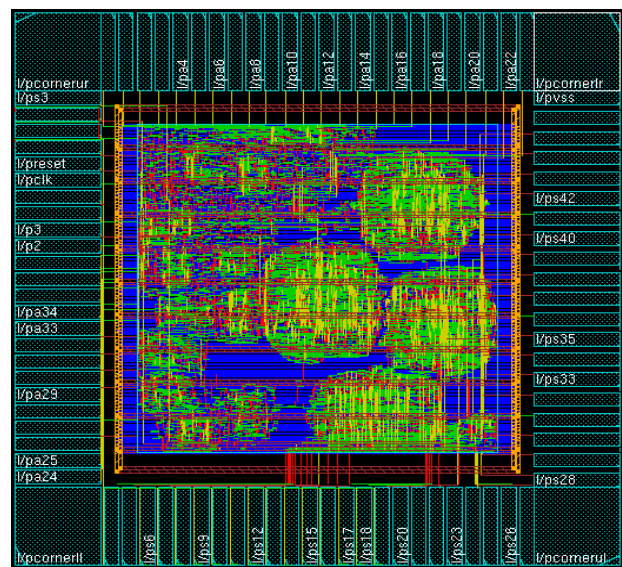 I/pa4
I/pa6
I/pa8
I/pa10
I/pa12
I/pa14
I/pa16
I/pa18
I/pa20
I/pa22
I/pcornerur
I/pcornerlr
I/ps3
I/pvss
I/preset
I/pclk
I/ps42
I/p3
I/p2
I/ps40
I/pa34
I/pa33
I/ps35
I/ps33
I/pa29
I/pa25
I/pa24
I/ps28
I/ps6
I/ps9
I/ps12
I/ps15
I/ps17
I/ps18
I/ps20
I/ps23
I/ps26
I/pcornerll
I/pcornerul